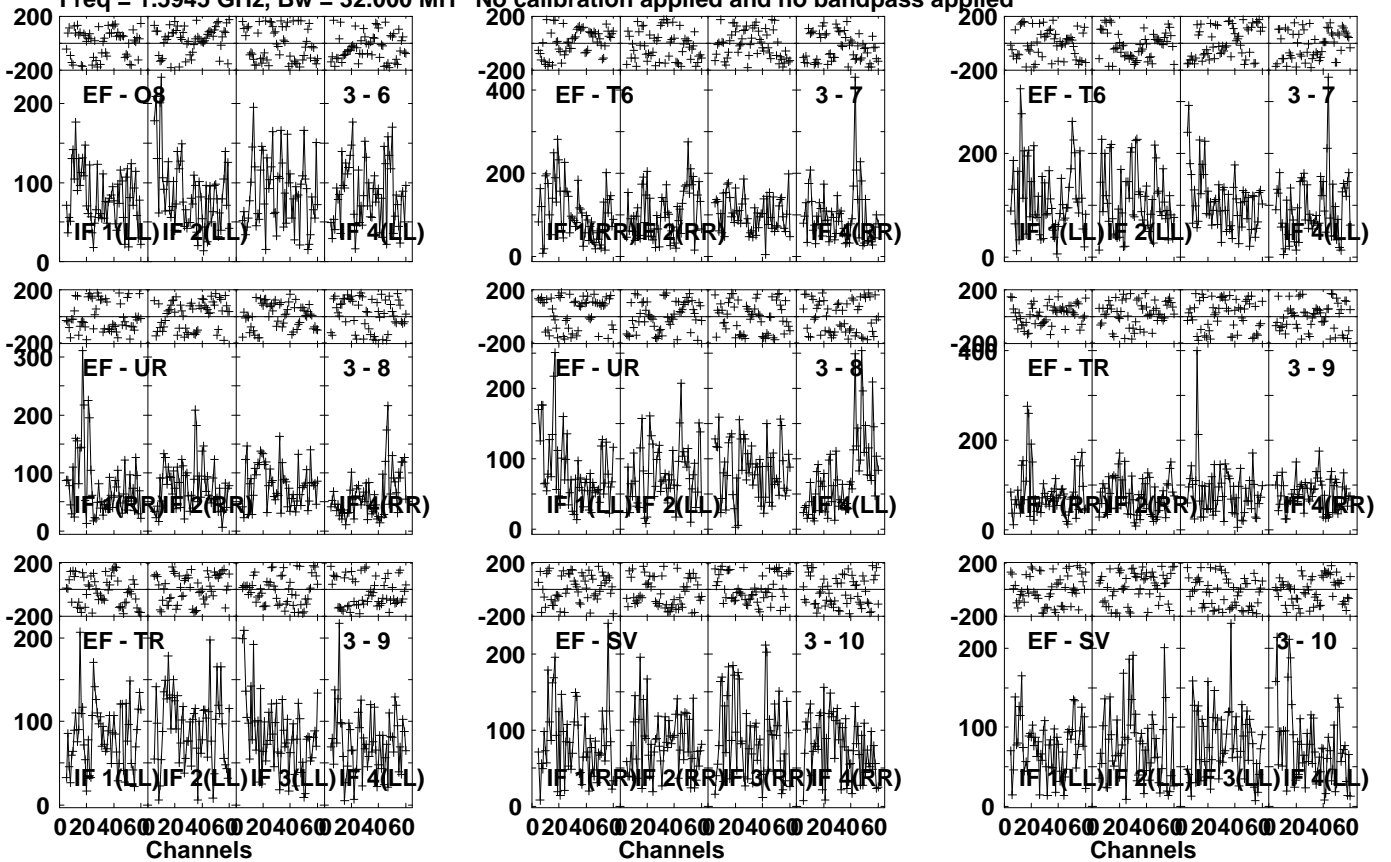 Freq = 1.5945 GHz, Bw = 32.000 MH No calibration applied and no bandpass applied
200
-200
EF - O8 3 - 6
200
100
0
IF 1(LL) IF 2(LL) IF 4(LL)
200
-200
EF - T6 3 - 7
400
200
0
IF 1(RR) IF 2(RR) IF 4(RR)
200
-200
EF - T6 3 - 7
200
0
IF 1(LL) IF 2(LL) IF 4(LL)
200
-200
EF - UR 3 - 8
300
200
100
0
IF 1(RR) IF 2(RR) IF 4(RR)
200
-200
EF - UR 3 - 8
200
100
0
IF 1(LL) IF 2(LL) IF 4(LL)
200
-200
EF - TR 3 - 9
400
200
0
IF 1(RR) IF 2(RR) IF 4(RR)
200
-200
EF - TR 3 - 9
200
100
0
IF 1(LL) IF 2(LL) IF 3(LL) IF 4(LL)
0 20 40 60 0 20 40 60 0 20 40 60 0 20 40 60
Channels
200
-200
EF - SV 3 - 10
200
100
0
IF 1(RR) IF 2(RR) IF 3(RR) IF 4(RR)
0 20 40 60 0 20 40 60 0 20 40 60 0 20 40 60
Channels
200
-200
EF - SV 3 - 10
200
100
0
IF 1(LL) IF 2(LL) IF 3(LL) IF 4(LL)
0 20 40 60 0 20 40 60 0 20 40 60 0 20 40 60
Channels